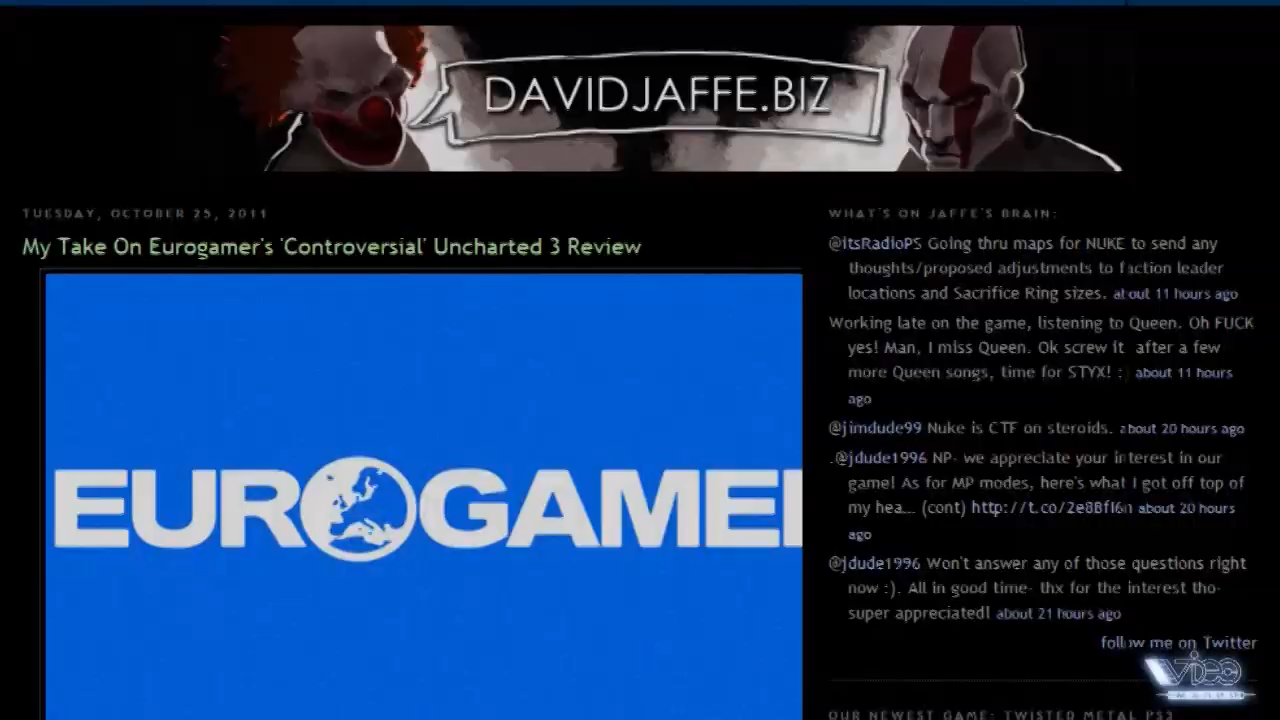 DAVIDJAFFE.BIZ
TUESDAY, OCTOBER 25, 2011
My Take On Eurogamer's 'Controversial' Uncharted 3 Review
EUROGAME
WHAT'S ON JAFFE'S BRAIN:
@ItsRadioPS Going thru maps for NUKE to send any
thoughts/proposed adjustments to faction leader
locations and Sacrifice Ring sizes. about 11 hours ago
Working late on the game, listening to Queen. Oh FUCK
yes! Man, I miss Queen. Ok screw it after a few
more Queen songs, time for STYX! : about 11 hours
ago
@jimdude99 Nuke is CTF on steroids. about 20 hours ago
.@jdude1996 NP- we appreciate your interest in our
game! As for MP modes, here's what I got off top of
my hea... (cont) about 20 hours
ago
@jdude1996 Won't answer any of those questions right
now :). All in good time- thx for the interest tho-
super appreciated! about 21 hours ago
follow me on Twitter
video
OUR NEWEST GAME: TWISTED METAL PS3